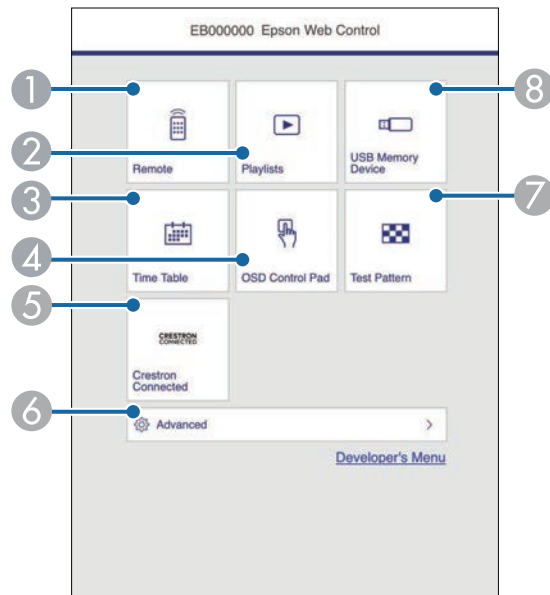 EB000000 Epson Web Control
1
8
Remote
2
Playlists
USB Memory
Device
3
7
Time Table
4
OSD Control Pad
Test Pattern
5
CRESTRON
CONNECTED
Crestron
Connected
6
Advanced
Developer's Menu